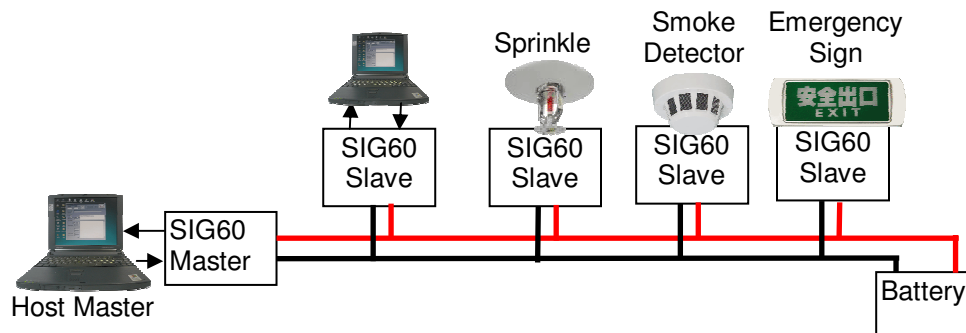 Sprinkle
Smoke
Detector
Emergency
Sign
安全出口
EXIT
SIG60
Slave
SIG60
Slave
SIG60
Slave
SIG60
Slave
SIG60
Master
Host Master
Battery